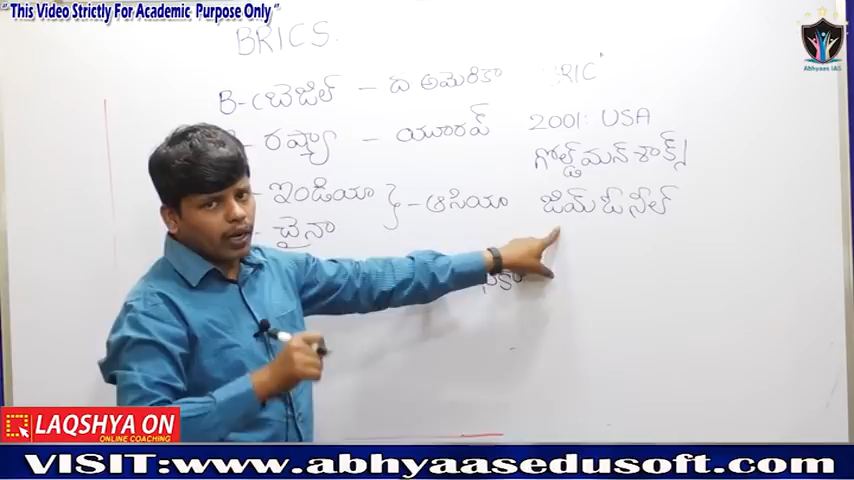 "This Video Strictly For Academic Purpose Only"
Abhyaas IAS
BRICS.
B-(బ్రెజిల్ - ద అమెరికా
రష్యా - యూరప్
ఇండియా } - ఆసియా
చైనా
RIC"
2001: USA
గోల్డ్‌మన్ శాక్స్
జిమ్ ఓ నీల్
LAQSHYA ON
ONLINE COACHING
VISIT:www.abhyaasedusoft.com